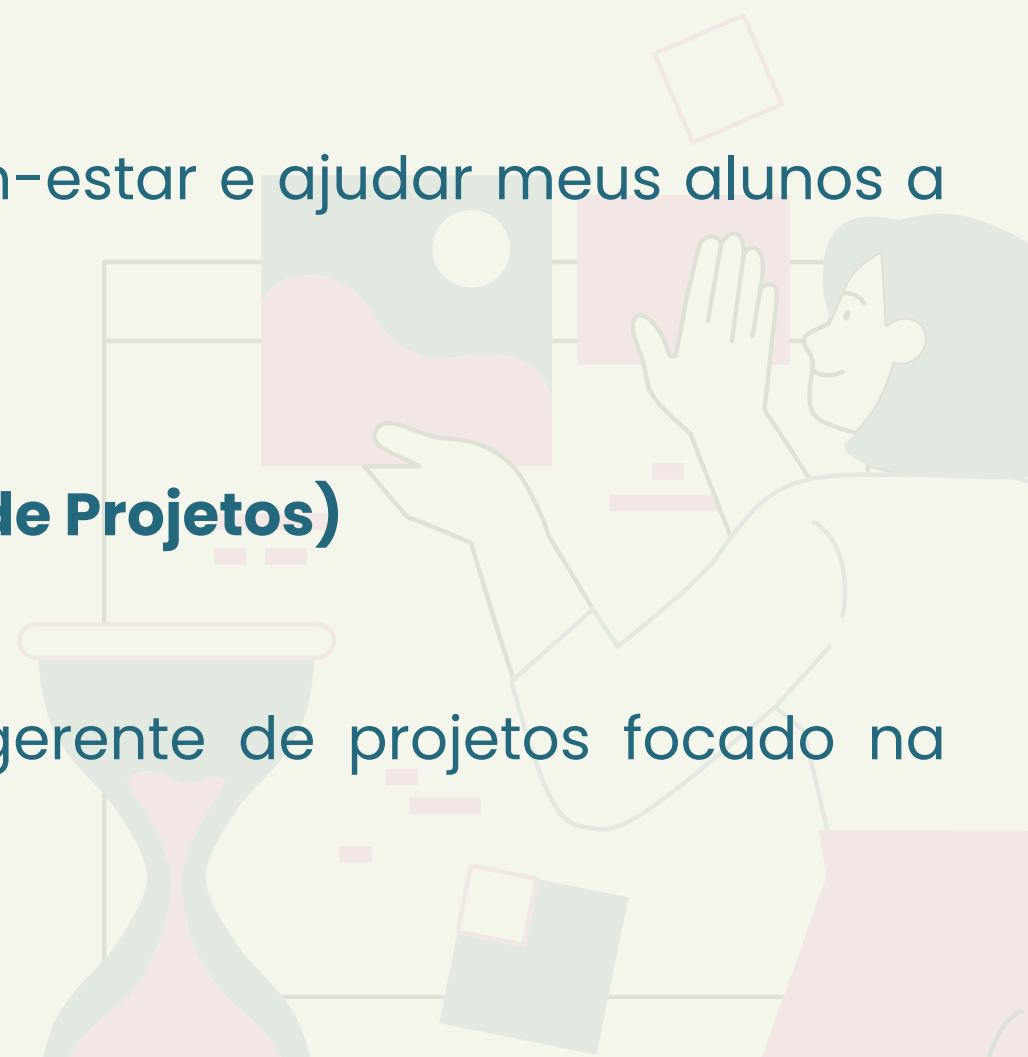 -estar e ajudar meus alunos a
de Projetos)
gerente de projetos focado na